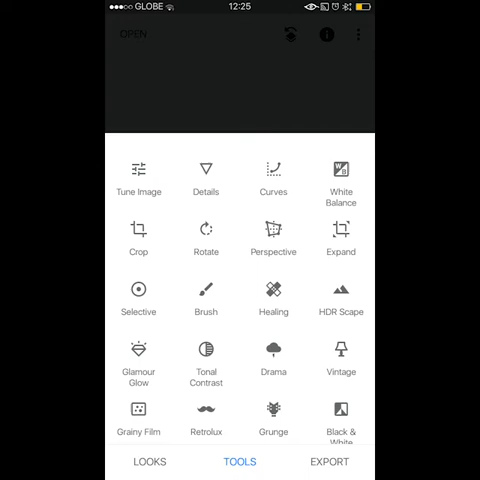 GLOBE 12:25
OPEN
Tune Image Details Curves White
Balance
Crop Rotate Perspective Expand
Selective Brush Healing HDR Scape
Glamour Tonal Drama Vintage
Glow Contrast
Grainy Film Retrolux Grunge Black &
White
LOOKS TOOLS EXPORT